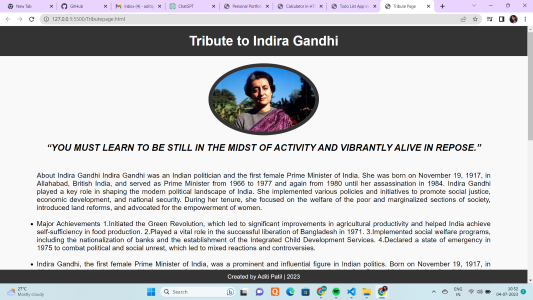 New Tab
GitHub
ChatGPT
Personal Portfoli
Calculator in HT
Todo List App in
Tribute Page
127.0.0.1:5500/Tributepage.html
Tribute to Indira Gandhi
“YOU MUST LEARN TO BE STILL IN THE MIDST OF ACTIVITY AND VIBRANTLY ALIVE IN REPOSE.”
About Indira Gandhi Indira Gandhi was an Indian politician and the first female Prime Minister of India. She was born on November 19, 1917, in
Allahabad, British India, and served as Prime Minister from 1966 to 1977 and again from 1980 until her assassination in 1984. Indira Gandhi
played a key role in shaping the modern political landscape of India. She implemented various policies and initiatives to promote social justice,
economic development, and national security. During her tenure, she focused on the welfare of the poor and marginalized sections of society,
introduced land reforms, and advocated for the empowerment of women.
• Major Achievements 1.Initiated the Green Revolution, which led to significant improvements in agricultural productivity and helped India achieve
self-sufficiency in food production. 2.Played a vital role in the successful liberation of Bangladesh in 1971. 3.Implemented social welfare programs,
including the nationalization of banks and the establishment of the Integrated Child Development Services. 4.Declared a state of emergency in
1975 to combat political and social unrest, which led to mixed reactions and controversies.
• Indira Gandhi, the first female Prime Minister of India, was a prominent and influential figure in Indian politics. Born on November 19, 1917, in
Created by Aditi Patil | 2023
27°C
Mostly Cloudy
Search
ENG
IN
10:52
04-07-2023